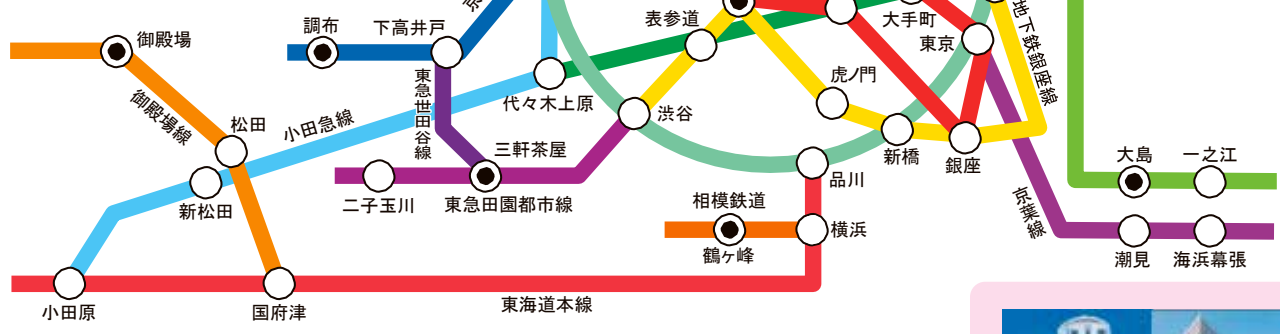 京
表参道
大手町
地下鉄銀座線
調布
下高井戸
御殿場
東京
虎ノ門
東急世田谷線
代々木上原
御殿場線
松田
小田急線
渋谷
三軒茶屋
新橋
銀座
大島
一之江
品川
新松田
二子玉川
東急田園都市線
相模鉄道
京葉線
横浜
鶴ヶ峰
潮見
海浜幕張
小田原
国府津
東海道本線